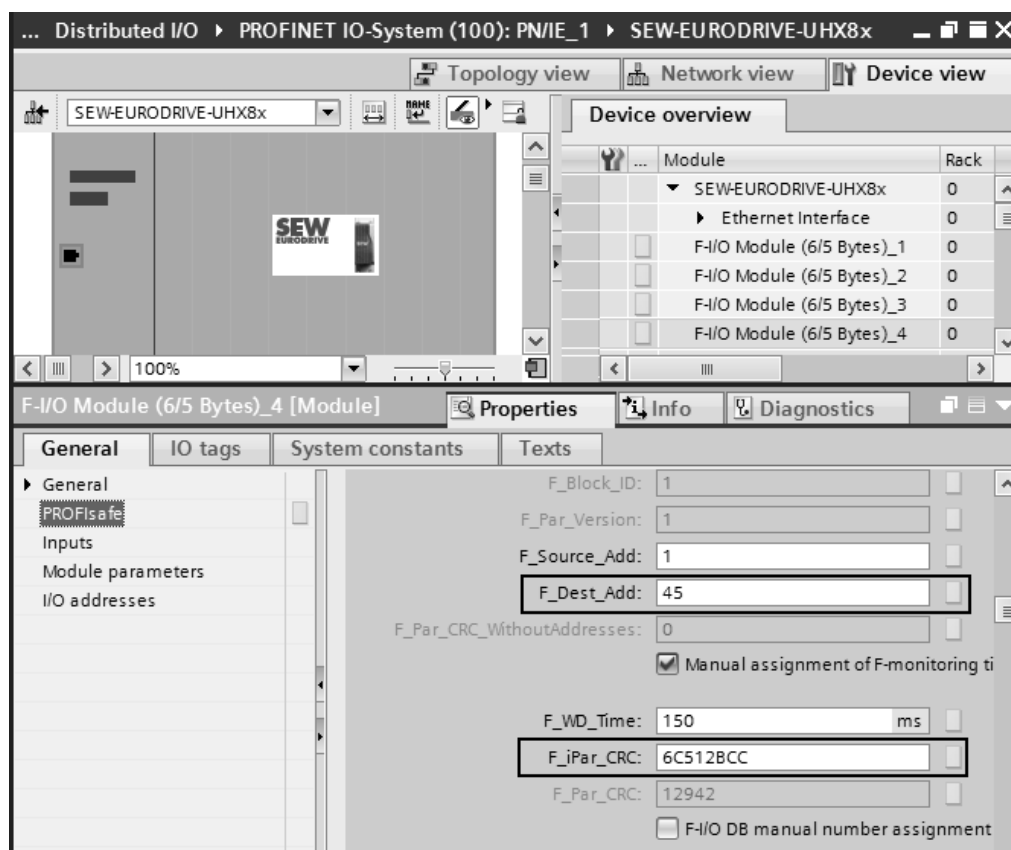 ... Distributed I/O ▸ PROFINET IO-System (100): PN/IE_1 ▸ SEW-EURODRIVE-UHX8x
Topology view Network view Device view
SEW-EURODRIVE-UHX8x
NAME
Device overview
... Module Rack
SEW-EURODRIVE-UHX8x 0
Ethernet Interface 0
F-I/O Module (6/5 Bytes)_1 0
F-I/O Module (6/5 Bytes)_2 0
F-I/O Module (6/5 Bytes)_3 0
F-I/O Module (6/5 Bytes)_4 0
SEW
EURODRIVE
100%
F-I/O Module (6/5 Bytes)_4 [Module]
Properties Info Diagnostics
General IO tags System constants Texts
General
PROFIsafe
Inputs
Module parameters
I/O addresses
F_Block_ID: 1
F_Par_Version: 1
F_Source_Add: 1
F_Dest_Add: 45
F_Par_CRC_WithoutAddresses: 0
Manual assignment of F-monitoring ti
F_WD_Time: 150 ms
F_iPar_CRC: 6C512BCC
F_Par_CRC: 12942
F-I/O DB manual number assignment